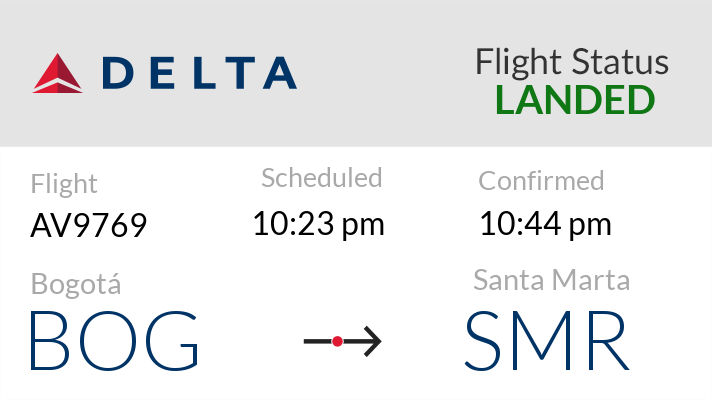 DELTA
Flight Status
LANDED
Flight
Scheduled
Confirmed
AV9769
10:23 pm
10:44 pm
Bogotá
Santa Marta
BOG
SMR